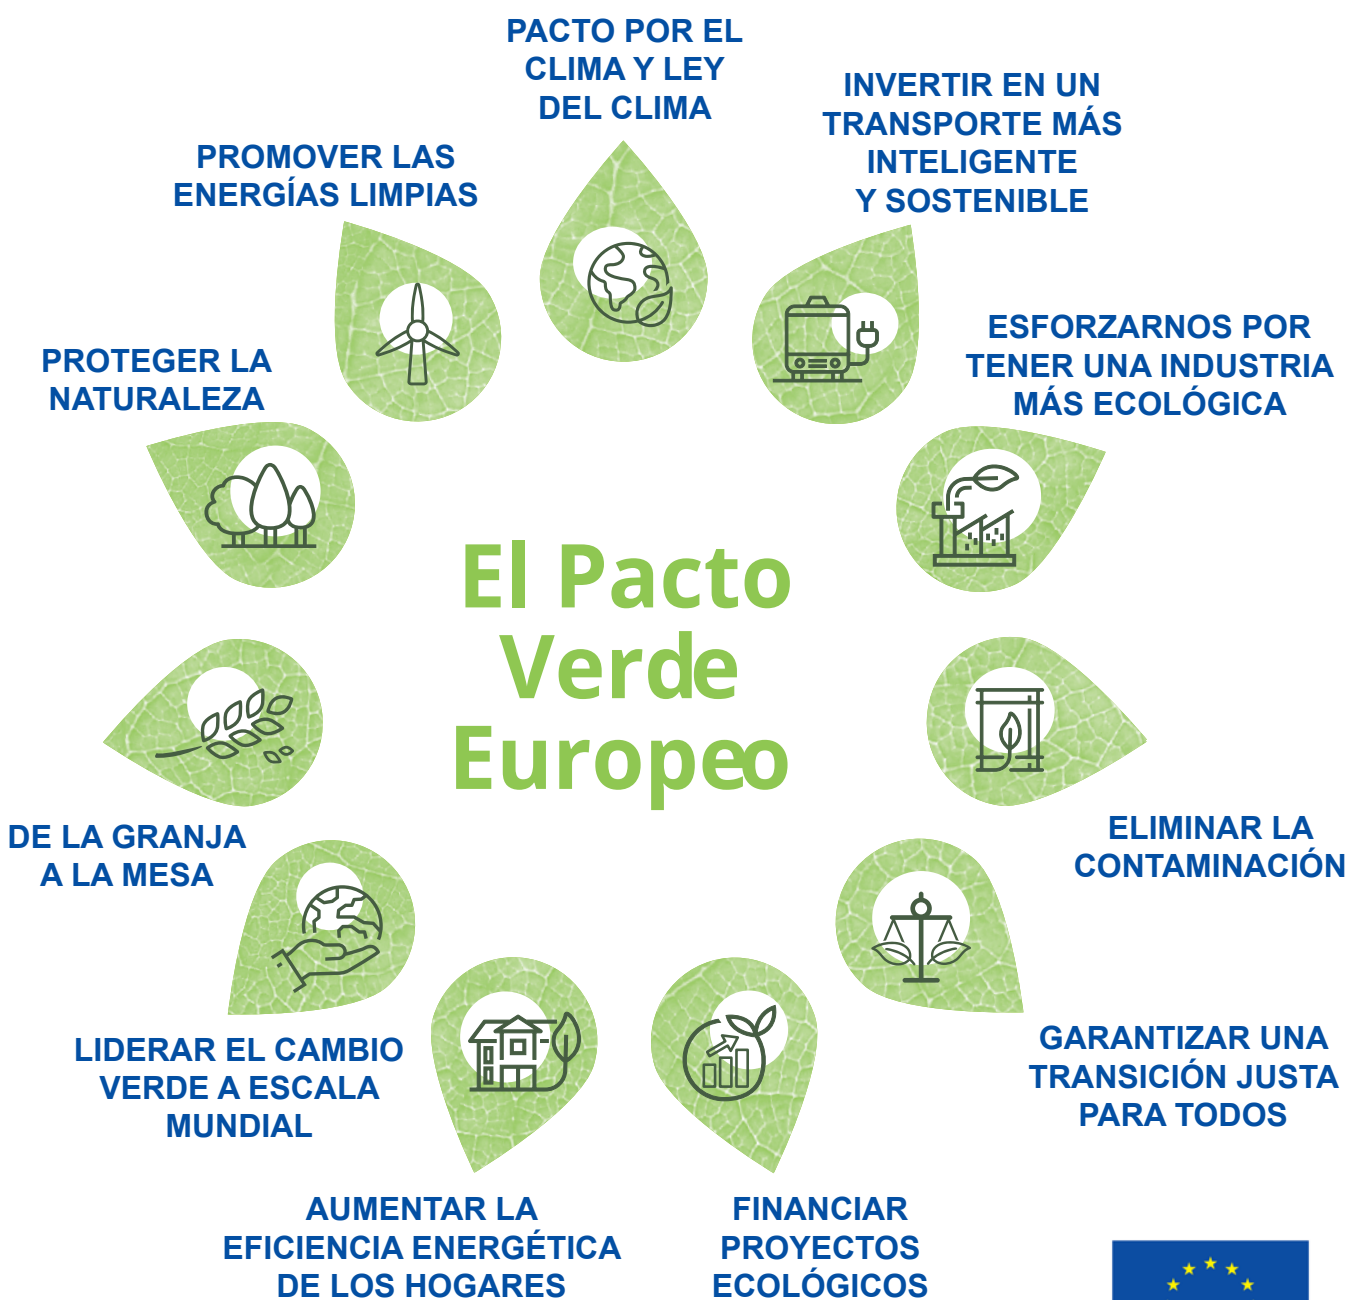 PACTO POR EL
CLIMA Y LEY
DEL CLIMA
INVERTIR EN UN
TRANSPORTE MÁS
INTELIGENTE
Y SOSTENIBLE
PROMOVER LAS
ENERGÍAS LIMPIAS
ESFORZARNOS POR
TENER UNA INDUSTRIA
MÁS ECOLÓGICA
PROTEGER LA
NATURALEZA
El Pacto
Verde
Europeo
ELIMINAR LA
CONTAMINACIÓN
DE LA GRANJA
A LA MESA
GARANTIZAR UNA
TRANSICIÓN JUSTA
PARA TODOS
LIDERAR EL CAMBIO
VERDE A ESCALA
MUNDIAL
AUMENTAR LA
EFICIENCIA ENERGÉTICA
DE LOS HOGARES
FINANCIAR
PROYECTOS
ECOLÓGICOS